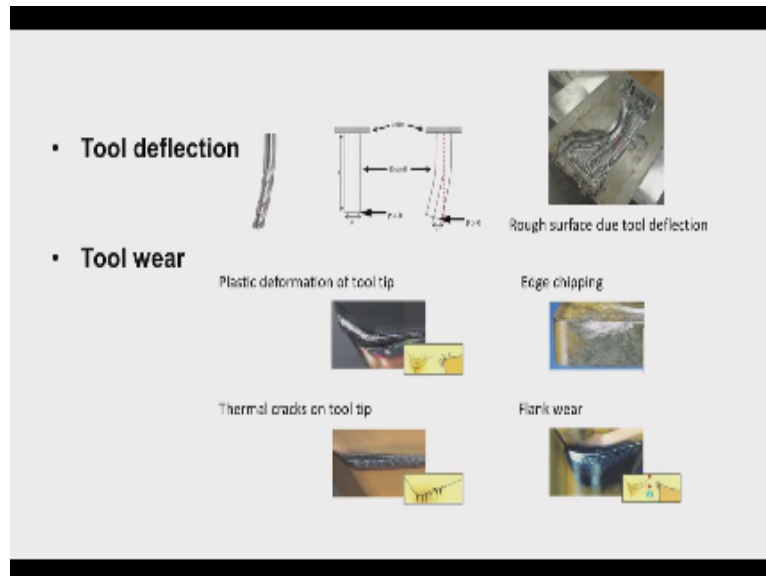 • Tool deflection
Rough surface due tool deflection
• Tool wear
Plastic deformation of tool tip
Edge chipping
Thermal cracks on tool tip
Flank wear